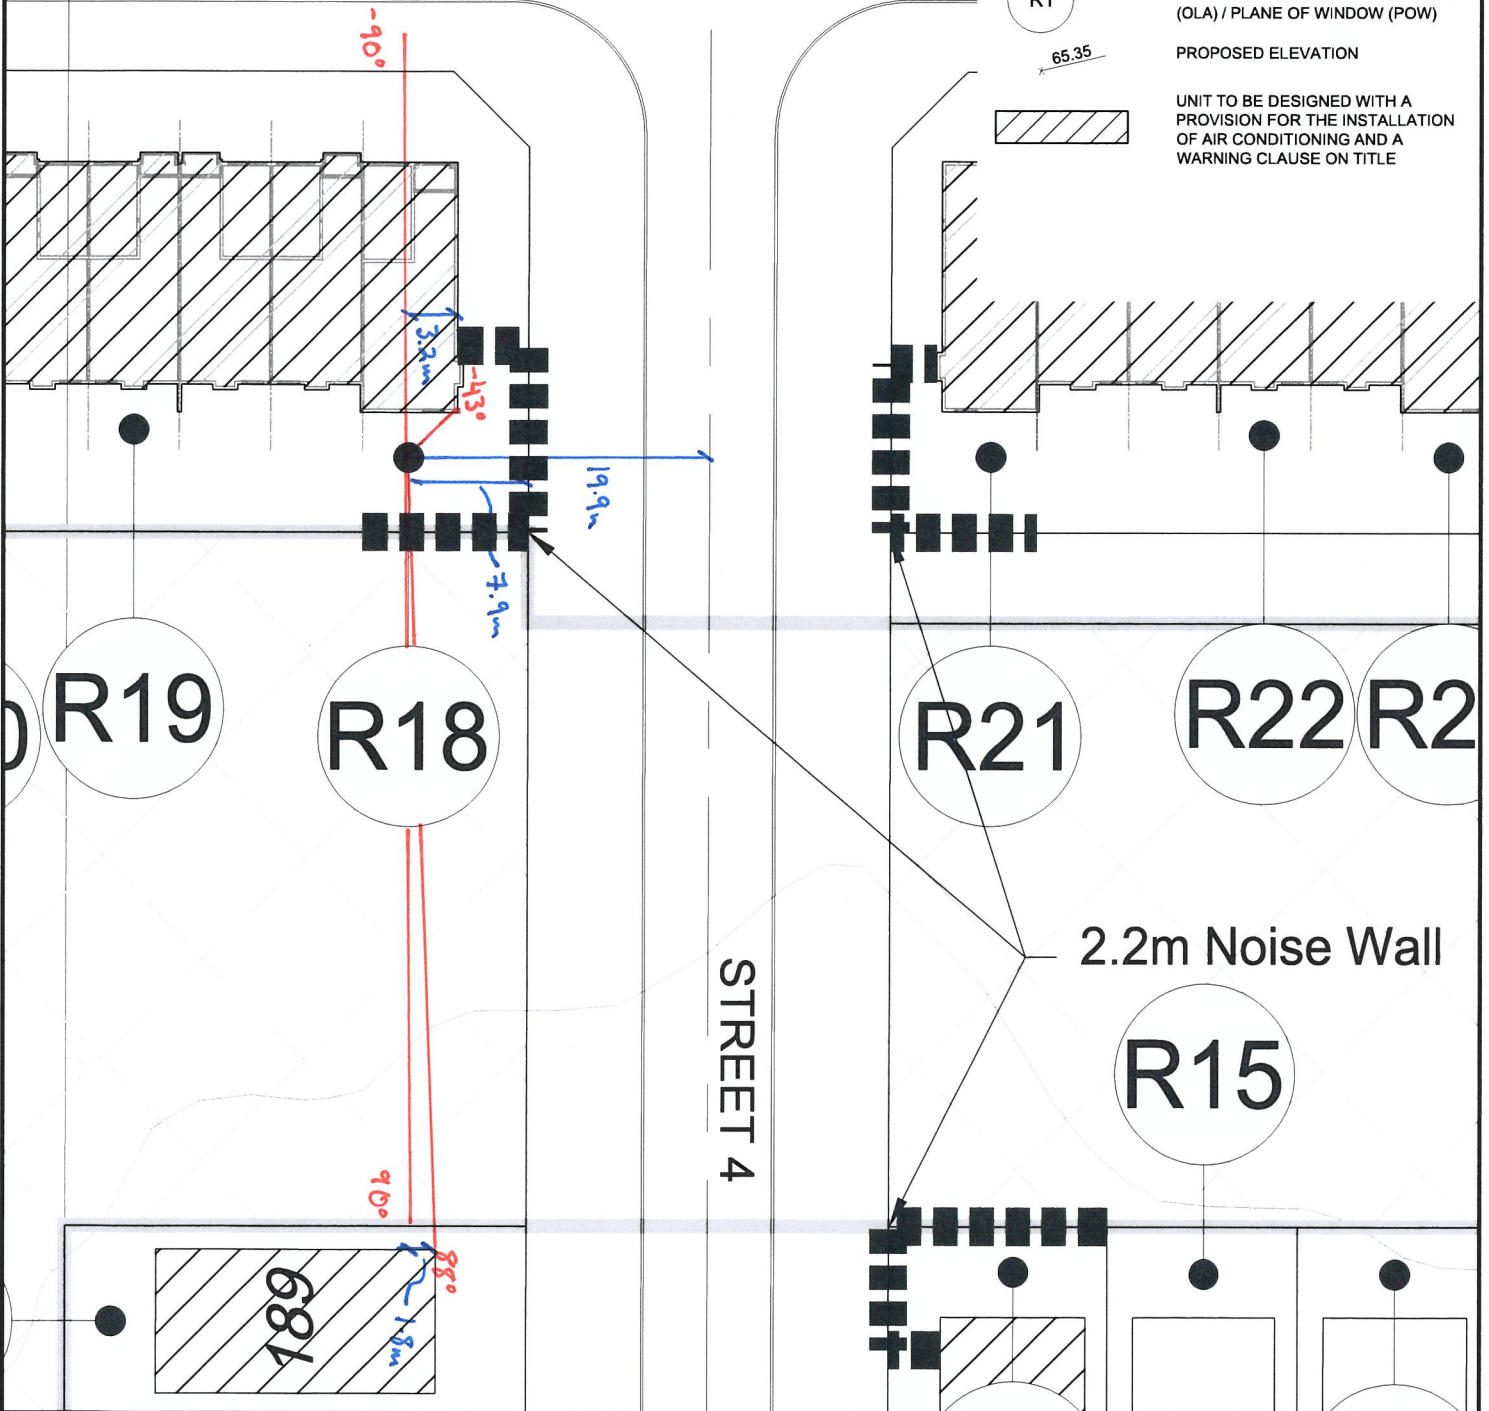 R1
(OLA) / PLANE OF WINDOW (POW)
65.35
PROPOSED ELEVATION
UNIT TO BE DESIGNED WITH A
PROVISION FOR THE INSTALLATION
OF AIR CONDITIONING AND A
WARNING CLAUSE ON TITLE
-90°
3.2m
-43°
19.9m
7.9m
R19
R18
R21
R22
R2
2.2m Noise Wall
STREET 4
R15
90°
88°
189
1.8m